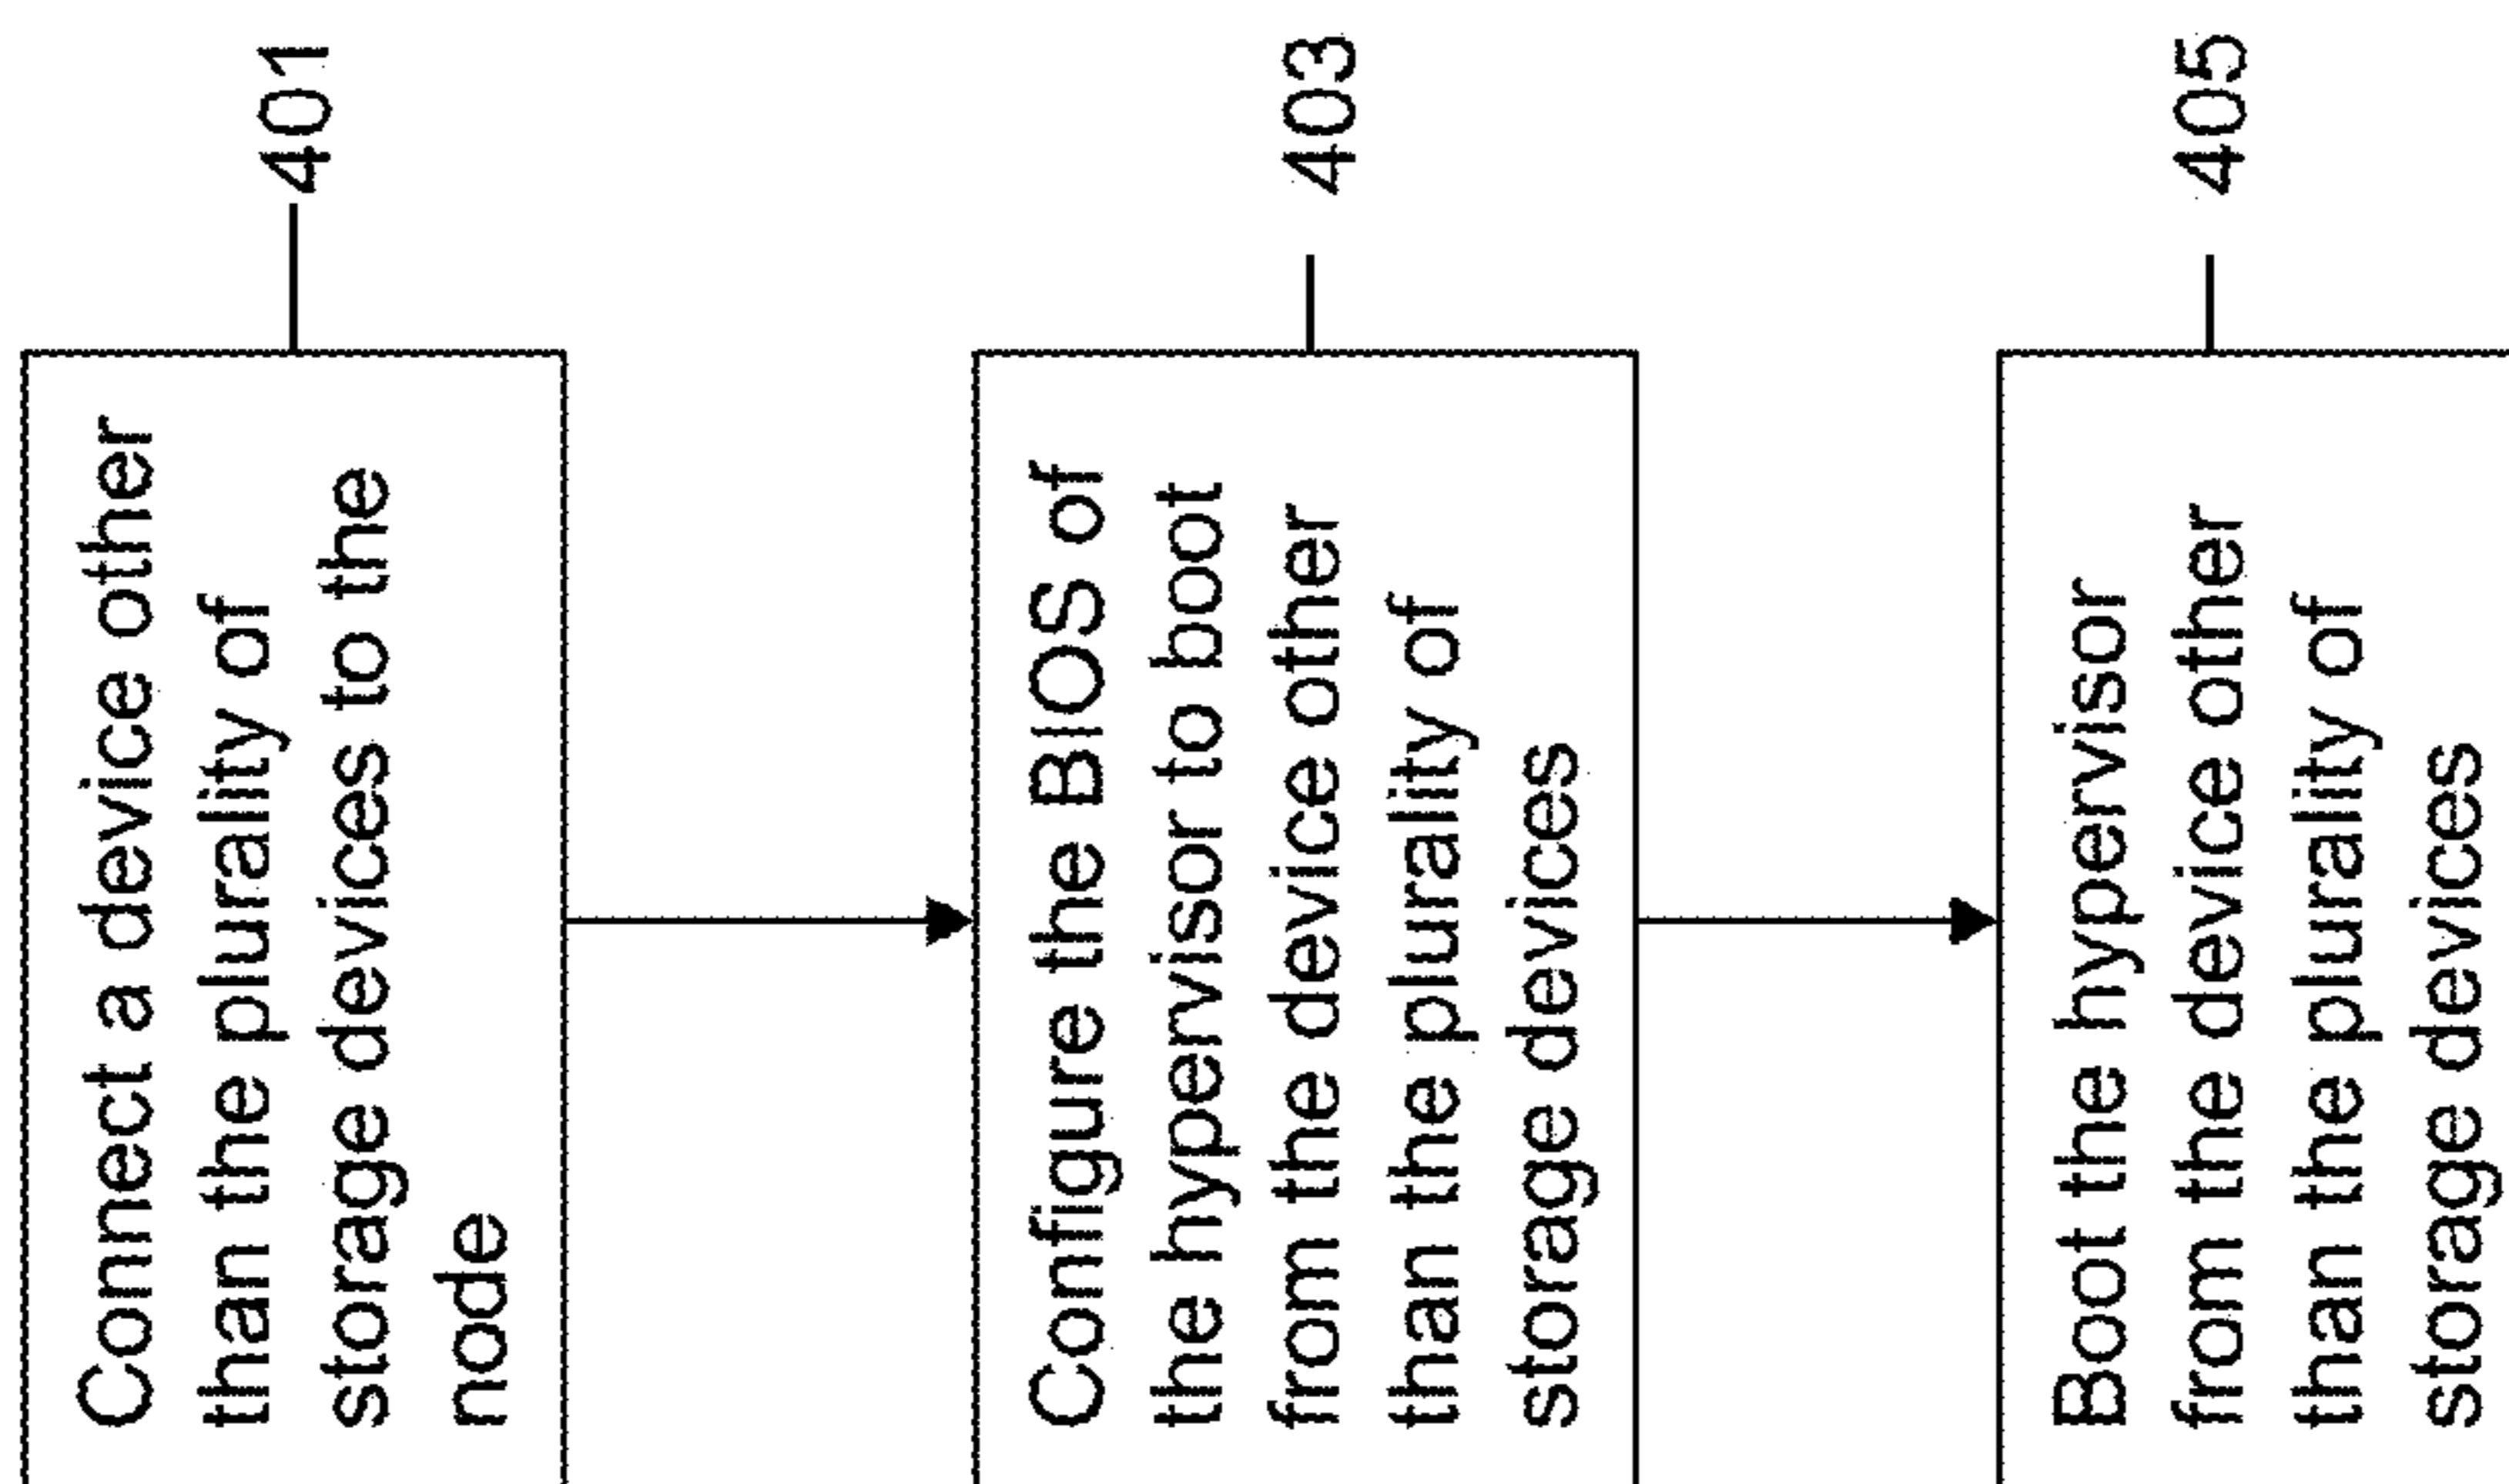 Connect a device other
than the plurality of
storage devices to the
node
401
Configure the BIOS of
the hypervisor to boot
from the device other
than the plurality of
storage devices
403
Boot the hypervisor
from the device other
than the plurality of
storage devices
405